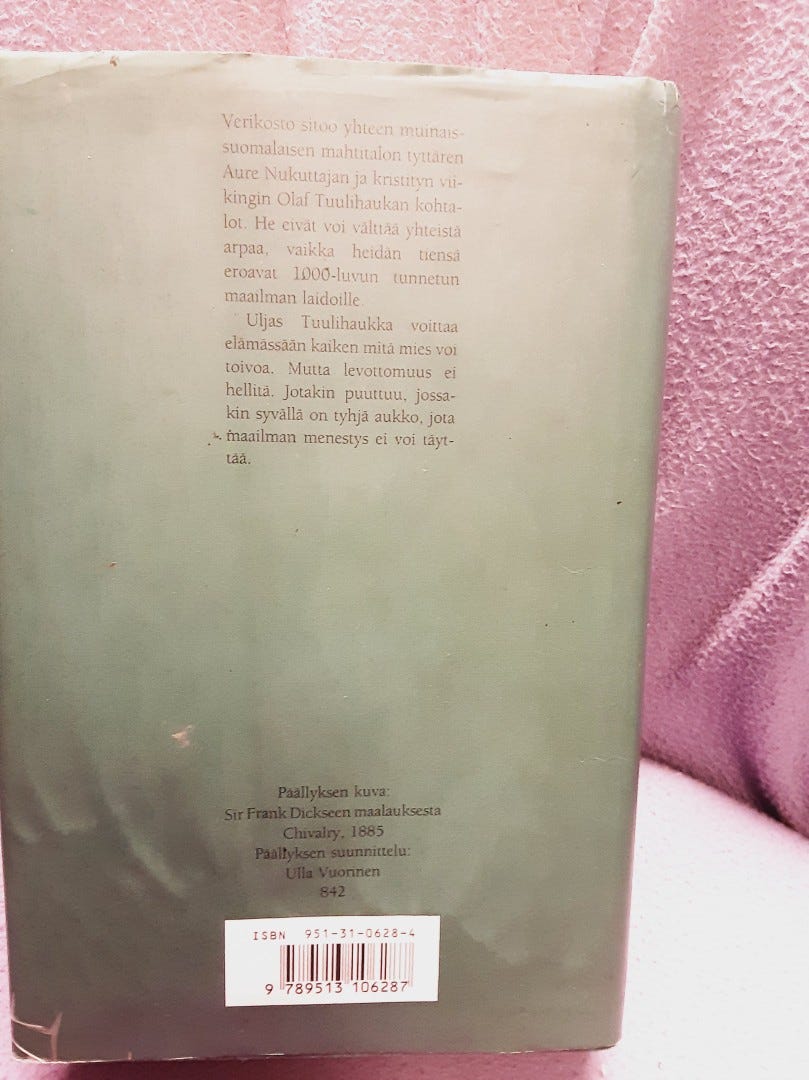 Verikosto sitoo yhteen muinais-
suomalaisen mahtitalon tyttären
Aure Nukuttajan ja kristityn vii-
kingin Olaf Tuulihaukan kohta-
lot. He eivät voi välttää yhteistä
arpaa, vaikka heidän tiensä
eroavat 1000-luvun tunnetun
maailman laidoille.
Uljas Tuulihaukka voittaa
elämässään kaiken mitä mies voi
toivoa. Mutta levottomuus ei
hellitä. Jotakin puuttuu, jossa-
kin syvällä on tyhjä aukko, jota
maailman menestys ei voi täyt-
tää.
Päällyksen kuva:
Sir Frank Dickseen maalauksesta
Chivalry, 1885
Päällyksen suunnittelu:
Ulla Vuorinen
842
ISBN 951-31-0628-4
9 789513 106287